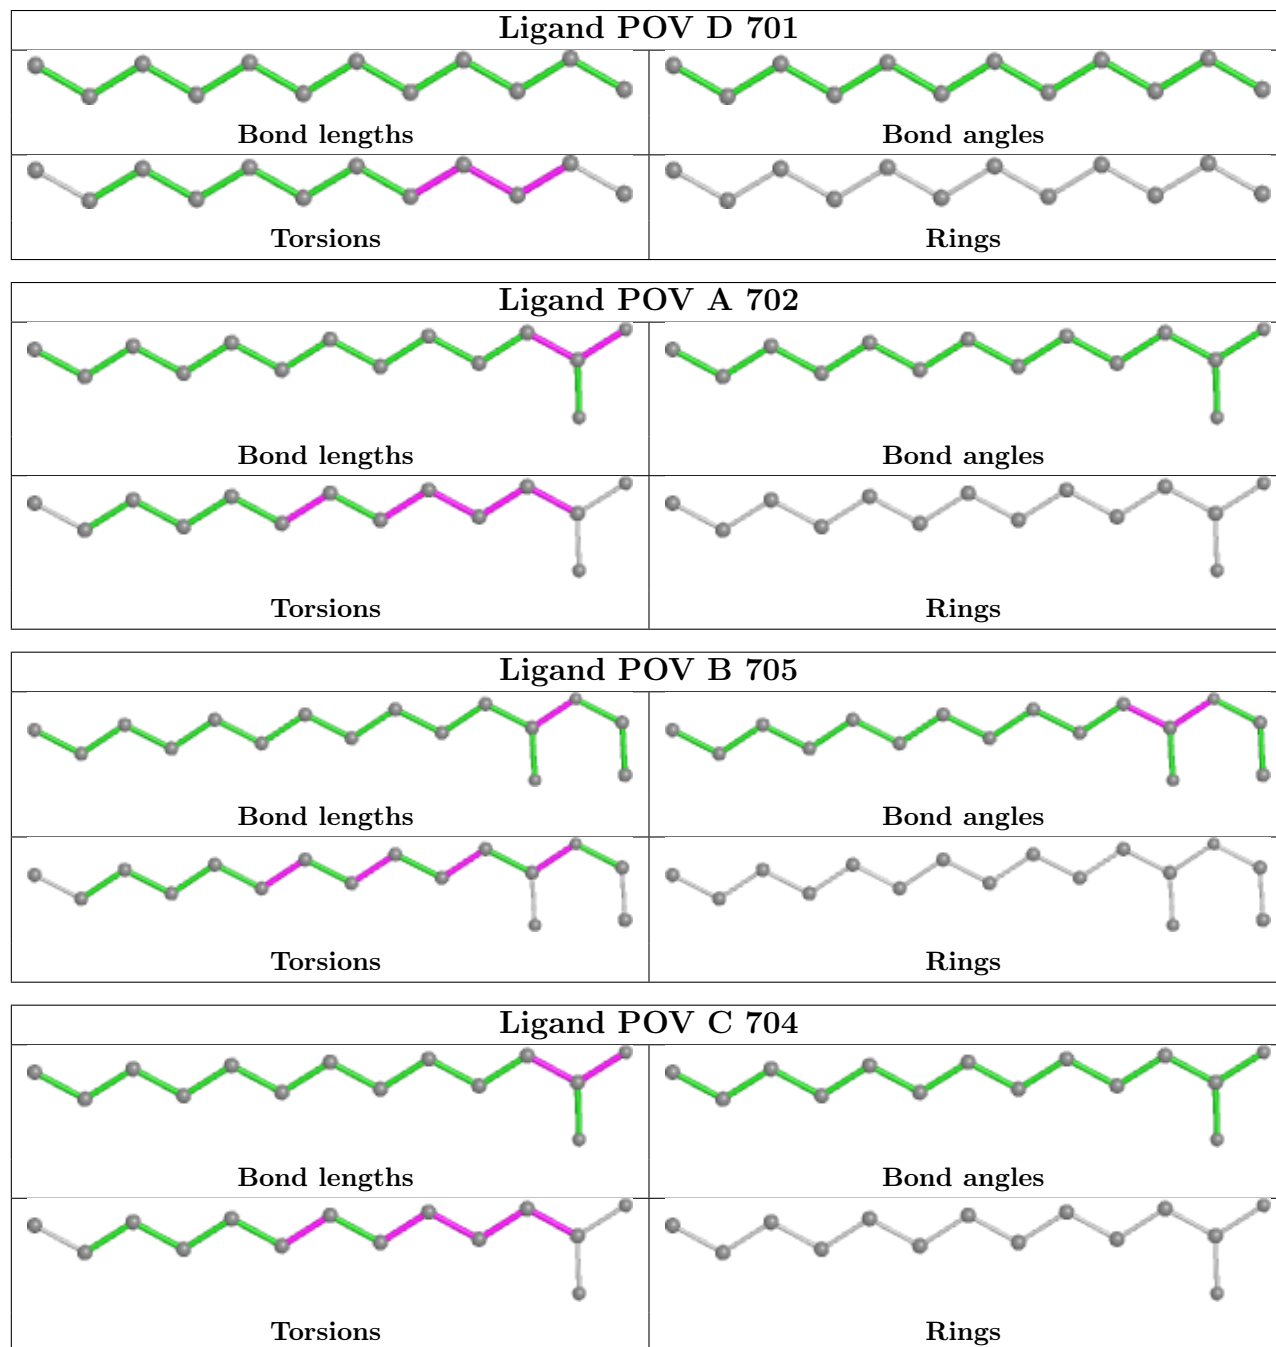 Ligand POV D 701
Bond lengths
Bond angles
Torsions
Rings
Ligand POV A 702
Bond lengths
Bond angles
Torsions
Rings
Ligand POV B 705
Bond lengths
Bond angles
Torsions
Rings
Ligand POV C 704
Bond lengths
Bond angles
Torsions
Rings